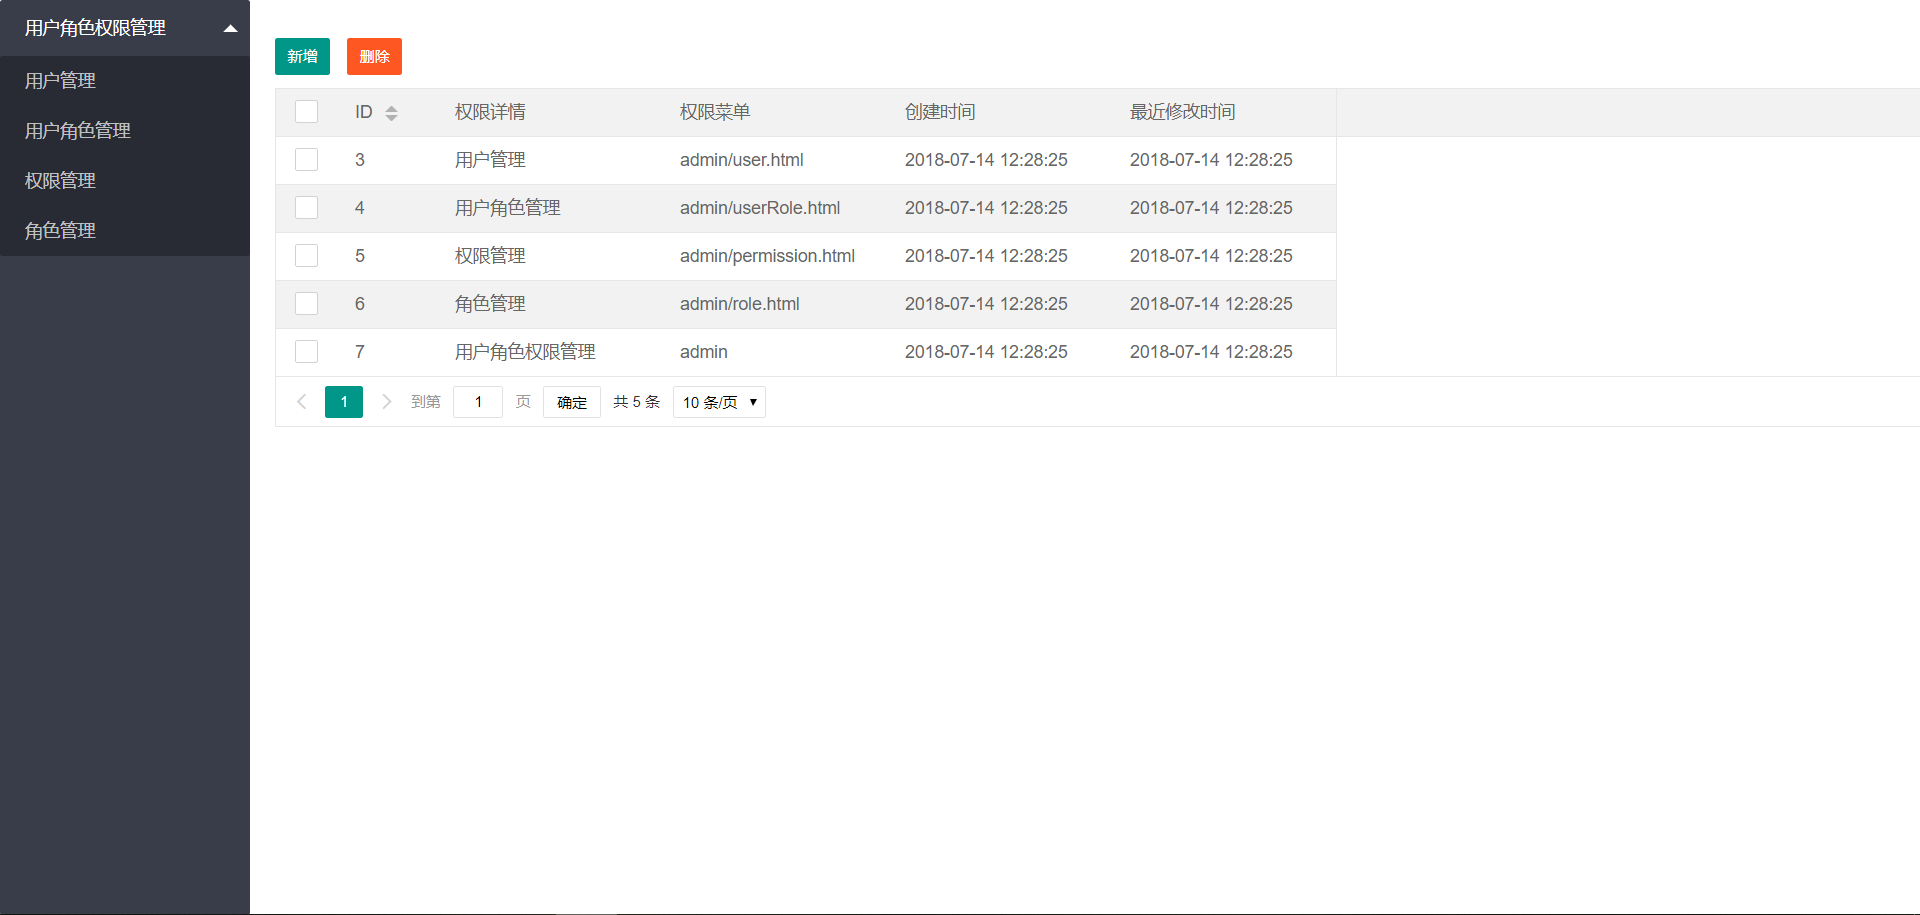 用户角色权限管理
用户管理
用户角色管理
权限管理
角色管理
新增 删除
ID 权限详情 权限菜单 创建时间 最近修改时间
3 用户管理 admin/user.html 2018-07-14 12:28:25 2018-07-14 12:28:25
4 用户角色管理 admin/userRole.html 2018-07-14 12:28:25 2018-07-14 12:28:25
5 权限管理 admin/permission.html 2018-07-14 12:28:25 2018-07-14 12:28:25
6 角色管理 admin/role.html 2018-07-14 12:28:25 2018-07-14 12:28:25
7 用户角色权限管理 admin 2018-07-14 12:28:25 2018-07-14 12:28:25
1 到第 1 页 确定 共 5 条 10 条/页